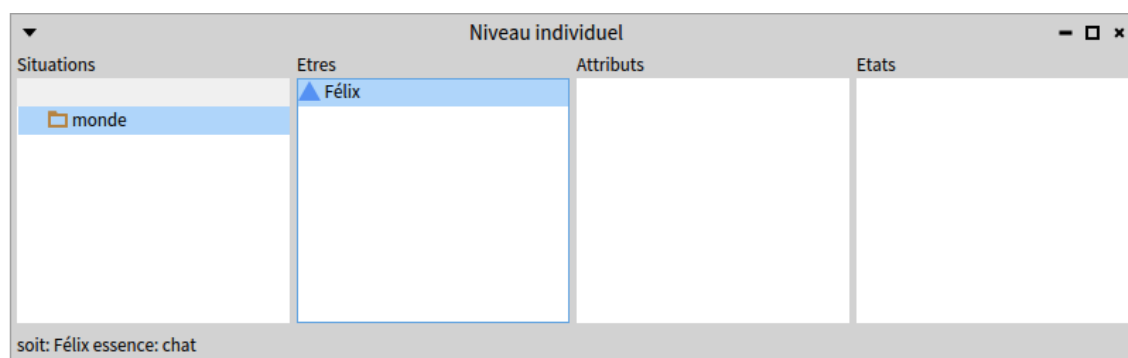 Niveau individuel
Situations Etres Attributs Etats
Félix
monde
soit: Félix essence: chat